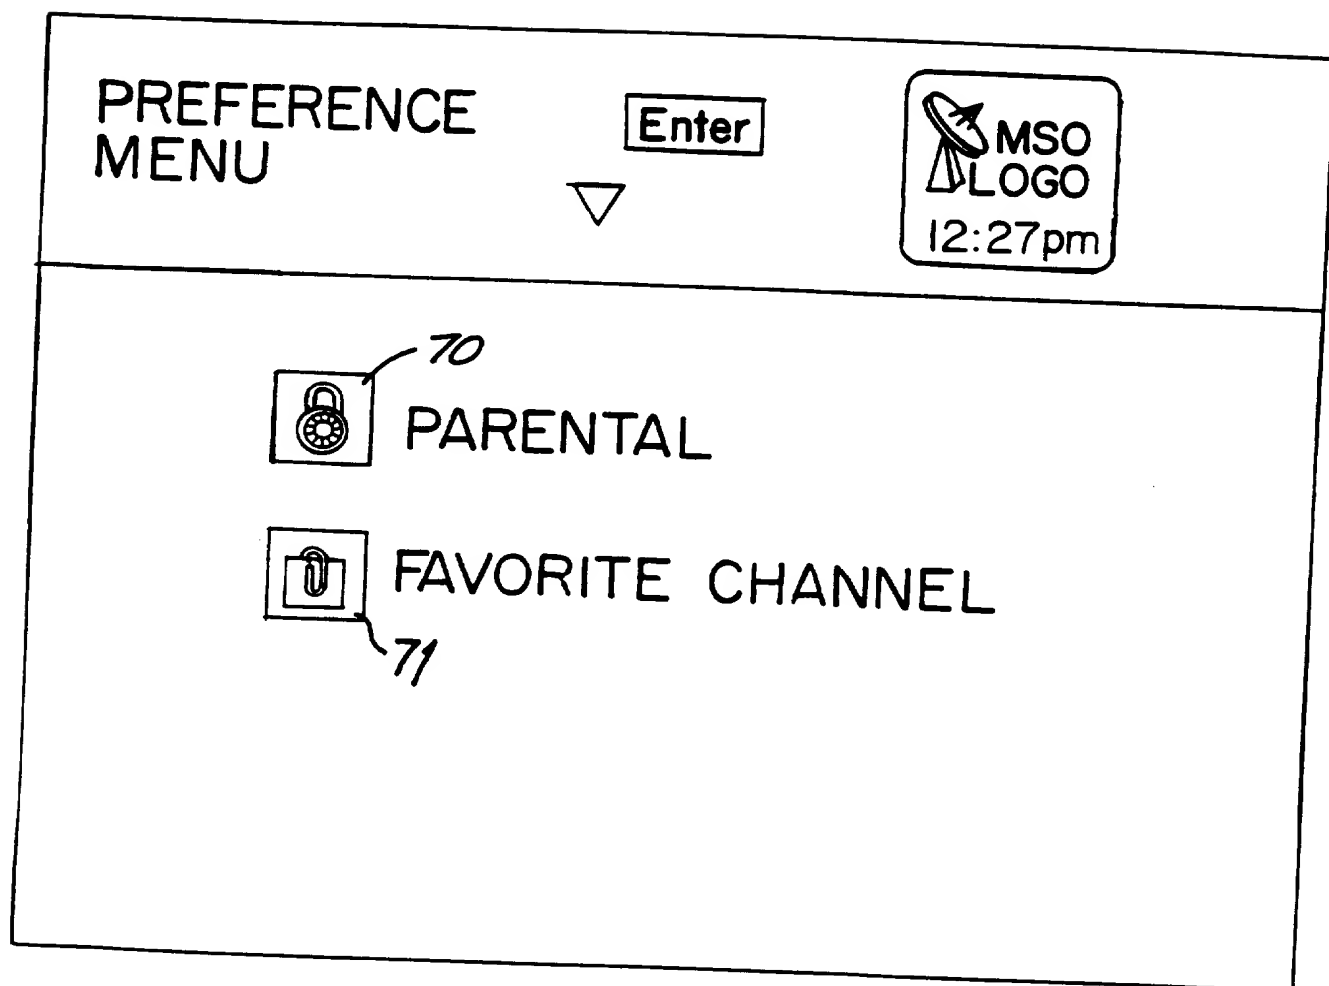 PREFERENCE
MENU
Enter
MSO
LOGO
12:27pm
70
PARENTAL
FAVORITE CHANNEL
71